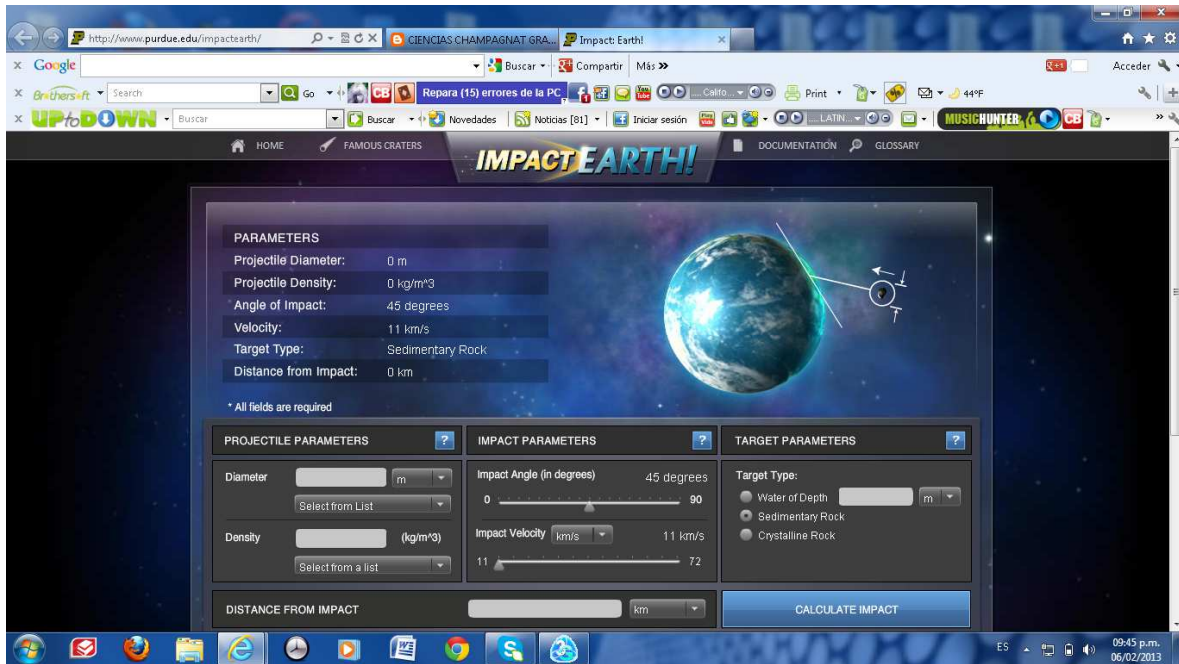 http://www.purdue.edu/impactearth/ CIENCIAS CHAMPAGNAT GRA... Impact: Earth!
Google Buscar Compartir Más » Acceder
Brothersoft Search Go CB Repara (15) errores de la PC Print 44°F
UPtoDOWN Buscar Buscar Novedades Noticias [81] Iniciar sesión MUSICHUNTER CB
HOME FAMOUS CRATERS IMPACT EARTH! DOCUMENTATION GLOSSARY
PARAMETERS
Projectile Diameter: 0 m
Projectile Density: 0 kg/m^3
Angle of Impact: 45 degrees
Velocity: 11 km/s
Target Type: Sedimentary Rock
Distance from Impact: 0 km
* All fields are required
PROJECTILE PARAMETERS ? IMPACT PARAMETERS ? TARGET PARAMETERS ?
Diameter m
Select from List
Density (kg/m^3)
Select from a list
Impact Angle (in degrees) 45 degrees
0 90
Impact Velocity km/s 11 km/s
11 72
Target Type:
Water of Depth m
Sedimentary Rock
Crystalline Rock
DISTANCE FROM IMPACT km CALCULATE IMPACT
ES 09:45 p.m.
06/02/2013